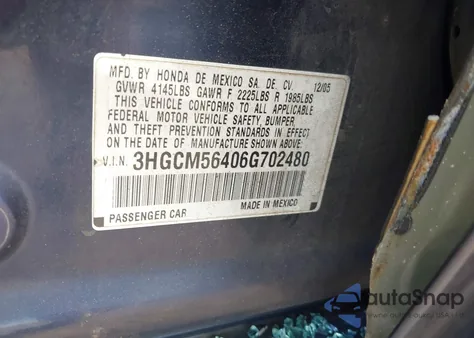 MFD. BY HONDA DE MEXICO SA. DE. CV. 12/05
GVWR 4145LBS GAWR F 2225LBS R 1985LBS
THIS VEHICLE CONFORMS TO ALL APPLICABLE
FEDERAL MOTOR VEHICLE SAFETY, BUMPER,
AND THEFT PREVENTION STANDARDS IN EFFECT
ON THE DATE OF MANUFACTURE SHOWN ABOVE.
V.I.N. 3HGCM56406G702480
PASSENGER CAR MADE IN MEXICO
autaSnap